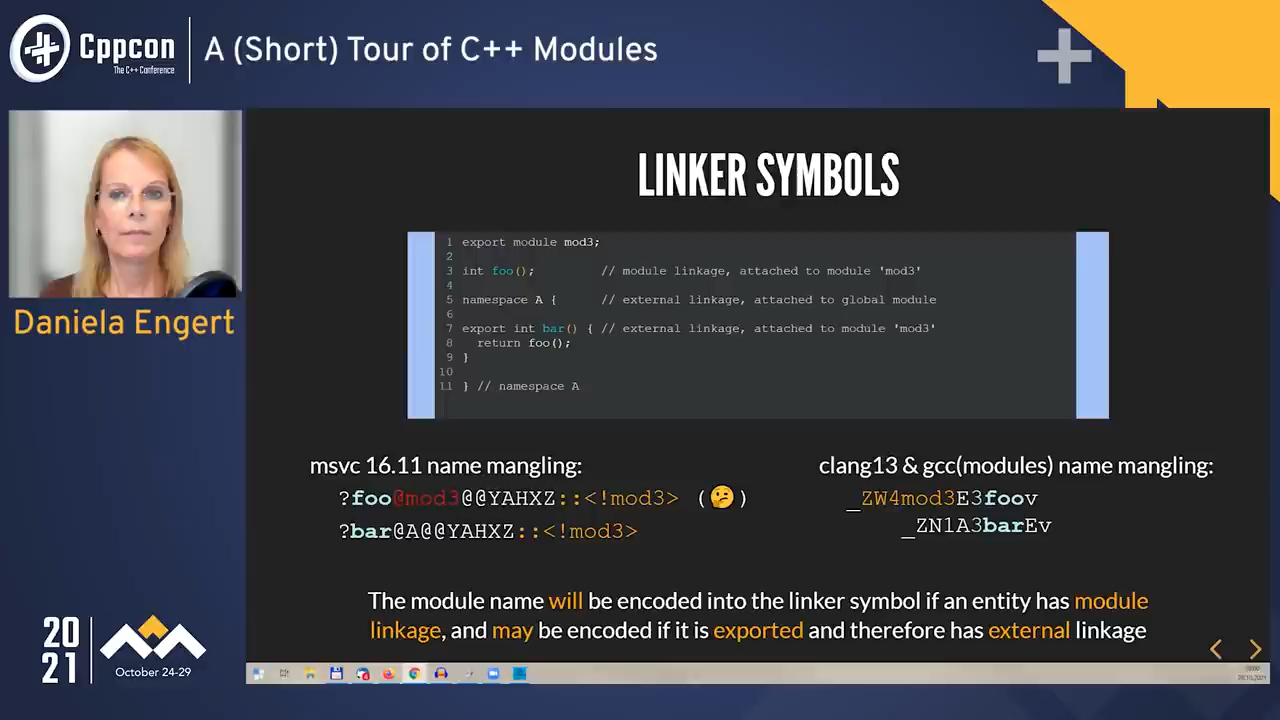 Cppcon
The C++ Conference
A (Short) Tour of C++ Modules
Daniela Engert
LINKER SYMBOLS
1 export module mod3;
2
3 int foo(); // module linkage, attached to module 'mod3'
4
5 namespace A { // external linkage, attached to global module
6
7 export int bar() { // external linkage, attached to module 'mod3'
8 return foo();
9 }
10
11 } // namespace A
msvc 16.11 name mangling:
?foo@mod3@@YAHXZ::<!mod3> (🤔)
?bar@A@@YAHXZ::<!mod3>
clang13 & gcc(modules) name mangling:
_ZW4mod3E3foov
_ZN1A3barEv
The module name will be encoded into the linker symbol if an entity has module
linkage, and may be encoded if it is exported and therefore has external linkage
20
21
October 24-29